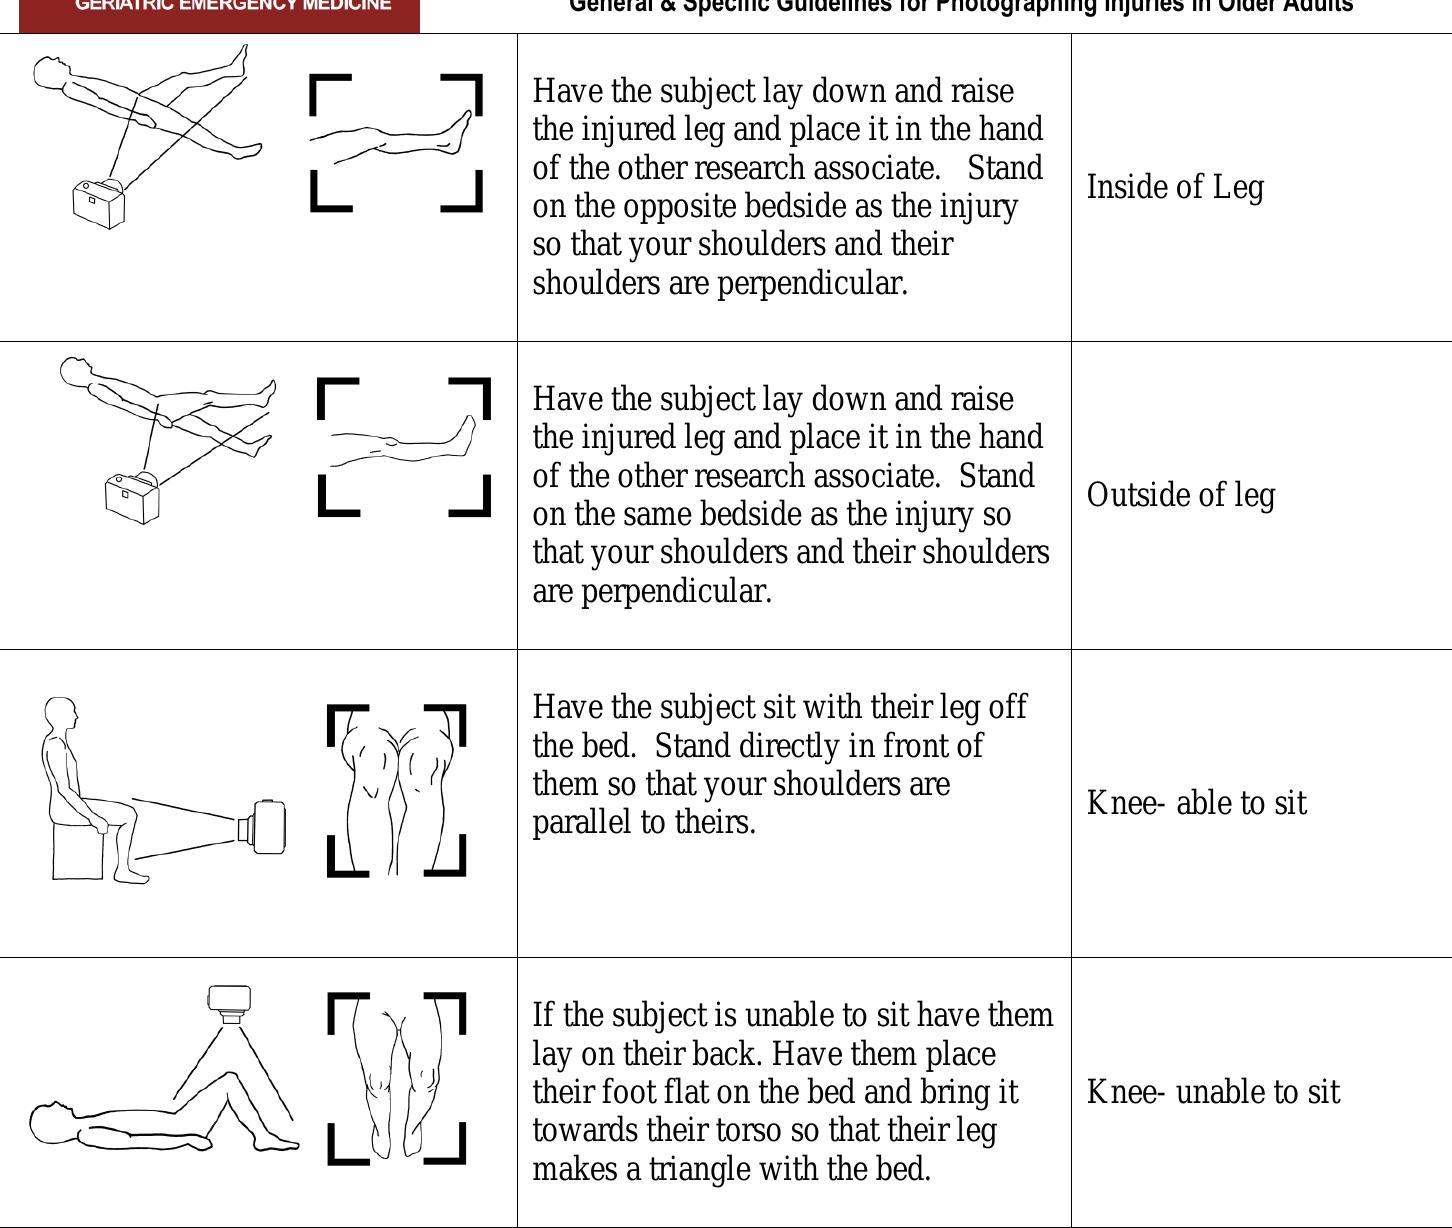 GERIATRIC EMERGENCY MEDICINE
General & Specific Guidelines for Photographing Injuries in Older Adults
Have the subject lay down and raise
the injured leg and place it in the hand
of the other research associate.   Stand
on the opposite bedside as the injury
so that your shoulders and their
shoulders are perpendicular.
Inside of Leg
Have the subject lay down and raise
the injured leg and place it in the hand
of the other research associate.  Stand
on the same bedside as the injury so
that your shoulders and their shoulders
are perpendicular.
Outside of leg
Have the subject sit with their leg off
the bed.  Stand directly in front of
them so that your shoulders are
parallel to theirs.
Knee- able to sit
If the subject is unable to sit have them
lay on their back. Have them place
their foot flat on the bed and bring it
towards their torso so that their leg
makes a triangle with the bed.
Knee- unable to sit